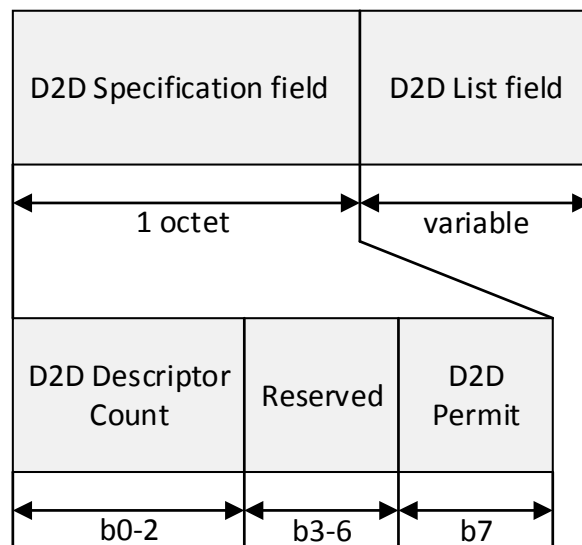 D2D Specification field
D2D List field
1 octet
variable
D2D Descriptor
Count
Reserved
D2D
Permit
b0-2
b3-6
b7